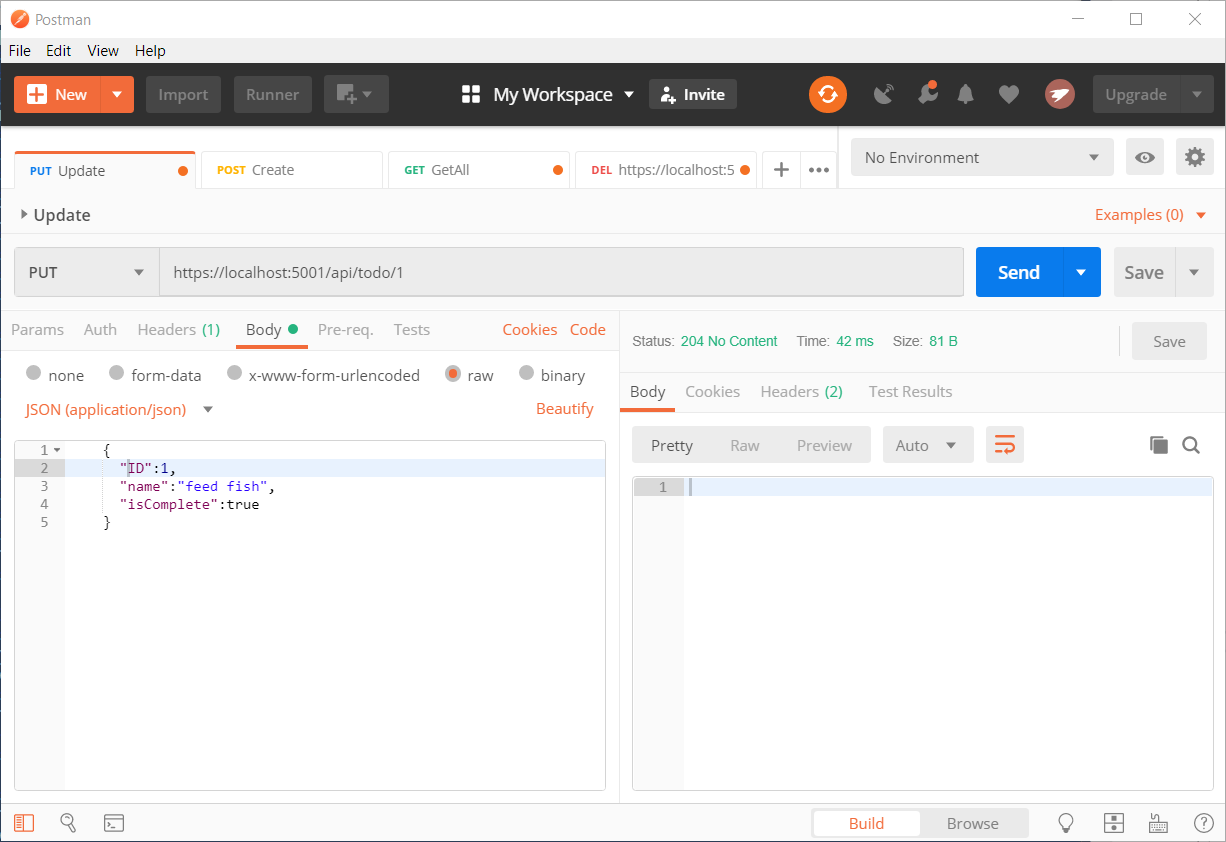 Postman
File Edit View Help
New Import Runner My Workspace Invite Upgrade
PUT Update POST Create GET GetAll DEL https://localhost:5 No Environment
Update Examples (0)
PUT https://localhost:5001/api/todo/1 Send Save
Params Auth Headers (1) Body Pre-req. Tests Cookies Code
Status: 204 No Content Time: 42 ms Size: 81 B Save
none form-data x-www-form-urlencoded raw binary
Body Cookies Headers (2) Test Results
JSON (application/json) Beautify
Pretty Raw Preview Auto
1 {
2 "ID":1,
3 "name":"feed fish",
4 "isComplete":true
5 }
1
Build Browse